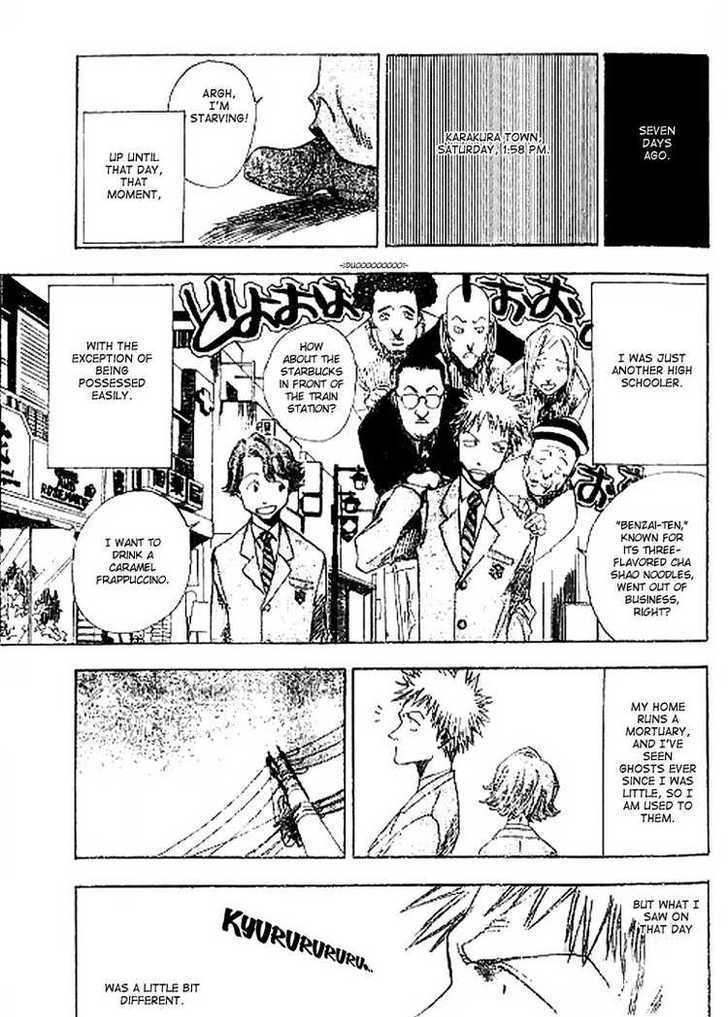 SEVEN
DAYS
AGO.
KARAKURA TOWN,
SATURDAY, 1:58 PM.
ARGH,
I'M
STARVING!
UP UNTIL
THAT DAY,
THAT
MOMENT,
I WAS JUST
ANOTHER HIGH
SCHOOLER.
"BENZAI-TEN,"
KNOWN FOR
ITS THREE-
FLAVORED CHA
SHAO NOODLES,
WENT OUT OF
BUSINESS,
RIGHT?
HOW
ABOUT THE
STARBUCKS
IN FRONT OF
THE TRAIN
STATION?
WITH THE
EXCEPTION OF
BEING
POSSESSED
EASILY.
I WANT TO
DRINK A
CARAMEL
FRAPPUCCINO.
MY HOME
RUNS A
MORTUARY,
AND I'VE
SEEN
GHOSTS EVER
SINCE I WAS
LITTLE, SO I
AM USED TO
THEM.
BUT WHAT I
SAW ON
THAT DAY
KYURURURURU...
WAS A LITTLE BIT
DIFFERENT.